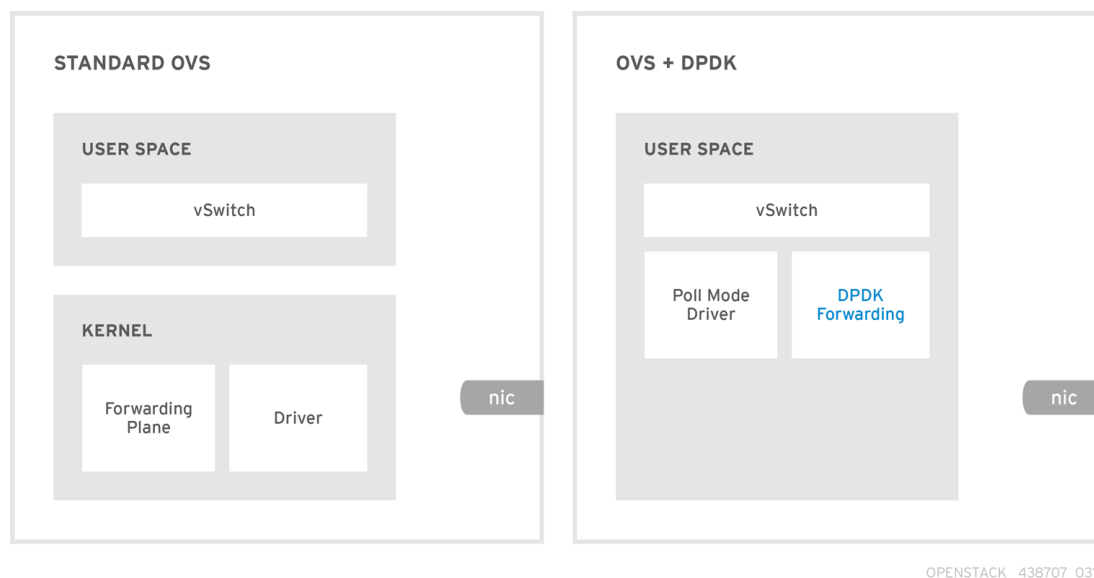 STANDARD OVS
USER SPACE
vSwitch
KERNEL
Forwarding
Plane
Driver
nic
OVS + DPDK
USER SPACE
vSwitch
Poll Mode
Driver
DPDK
Forwarding
nic
OPENSTACK 438707